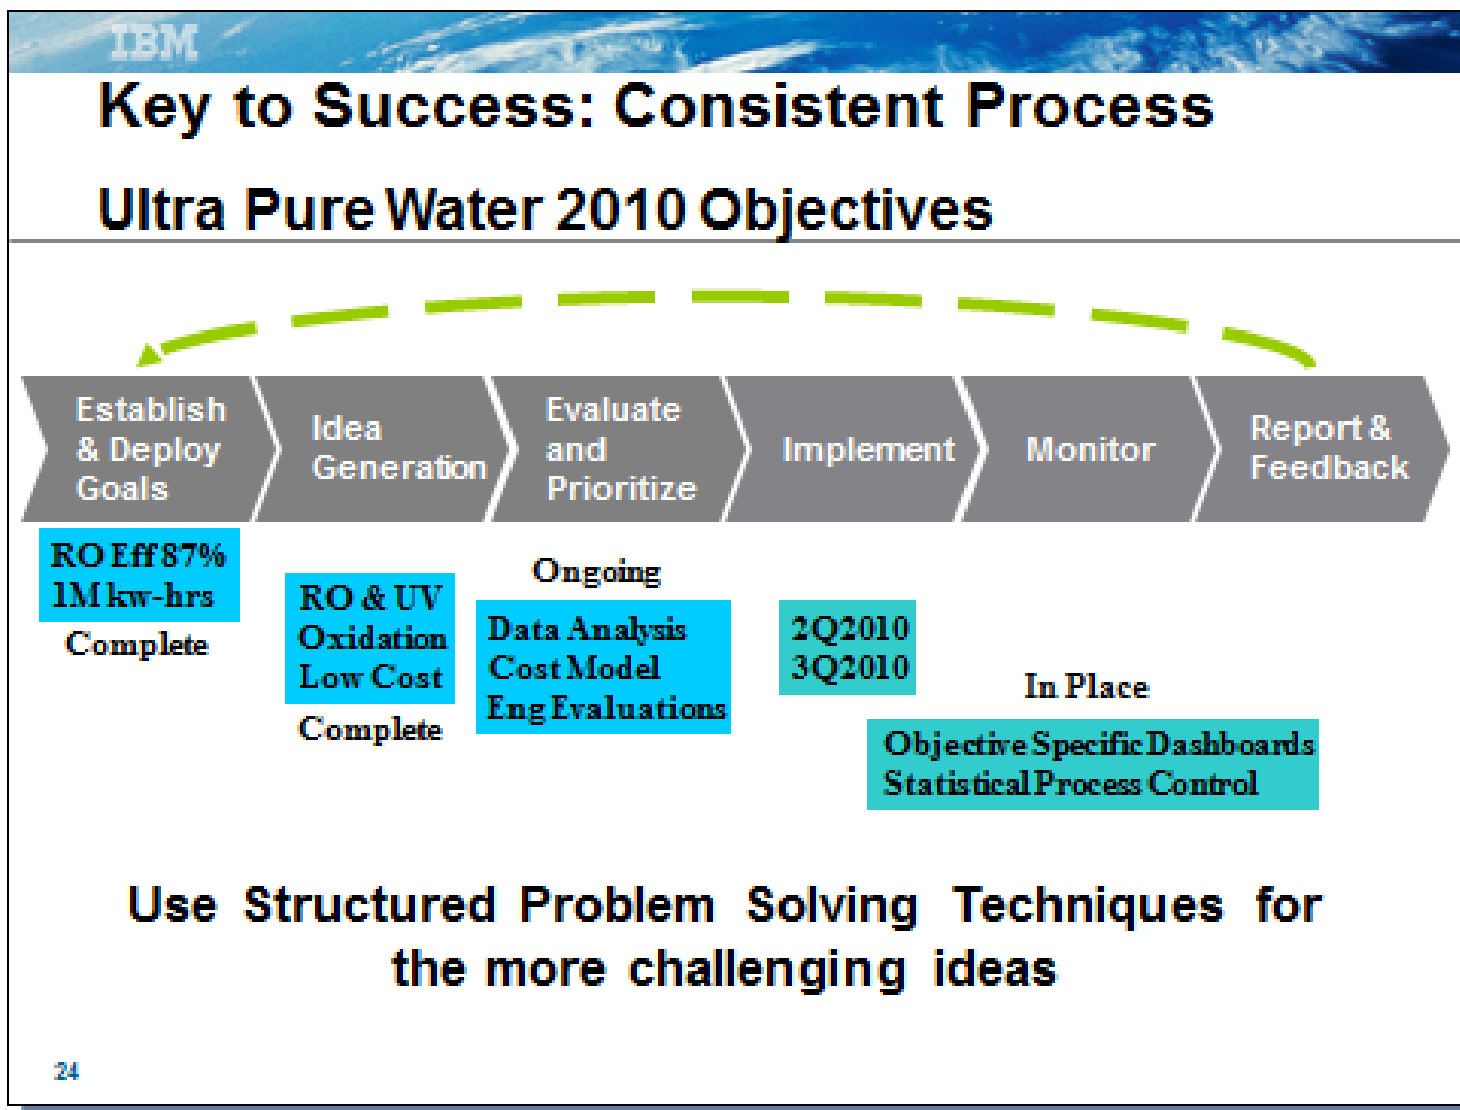 IBM
Key to Success: Consistent Process
Ultra Pure Water 2010 Objectives
Establish
& Deploy
Goals
Idea
Generation
Evaluate
and
Prioritize
Implement
Monitor
Report &
Feedback
RO Eff 87%
1M kw-hrs
Complete
RO & UV
Oxidation
Low Cost
Complete
Ongoing
Data Analysis
Cost Model
Eng Evaluations
2Q2010
3Q2010
In Place
Objective Specific Dashboards
Statistical Process Control
Use Structured Problem Solving Techniques for
the more challenging ideas
24